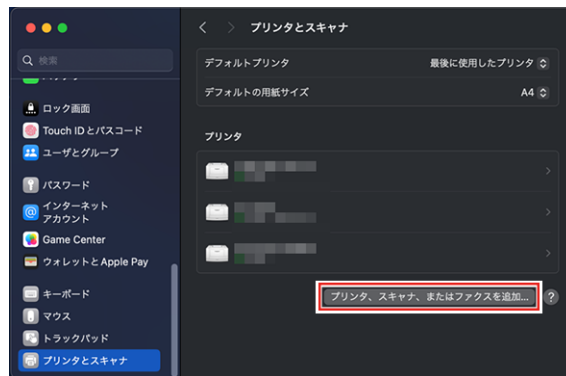 プリンタとスキャナ
検索
ロック画面
Touch IDとパスコード
ユーザとグループ
パスワード
インターネット
アカウント
Game Center
ウォレットとApple Pay
キーボード
マウス
トラックパッド
プリンタとスキャナ
デフォルトプリンタ
最後に使用したプリンタ
デフォルトの用紙サイズ
A4
プリンタ
プリンタ、スキャナ、またはファクスを追加...
?